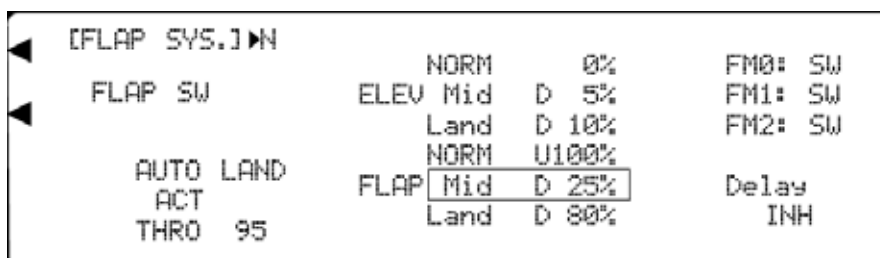 [FLAP SYS.]▶N
FLAP SW
AUTO LAND
ACT
THRO 95
NORM 0%
ELEV Mid D 5%
Land D 10%
NORM U100%
FLAP Mid D 25%
Land D 80%
FM0: SW
FM1: SW
FM2: SW
Delay
INH